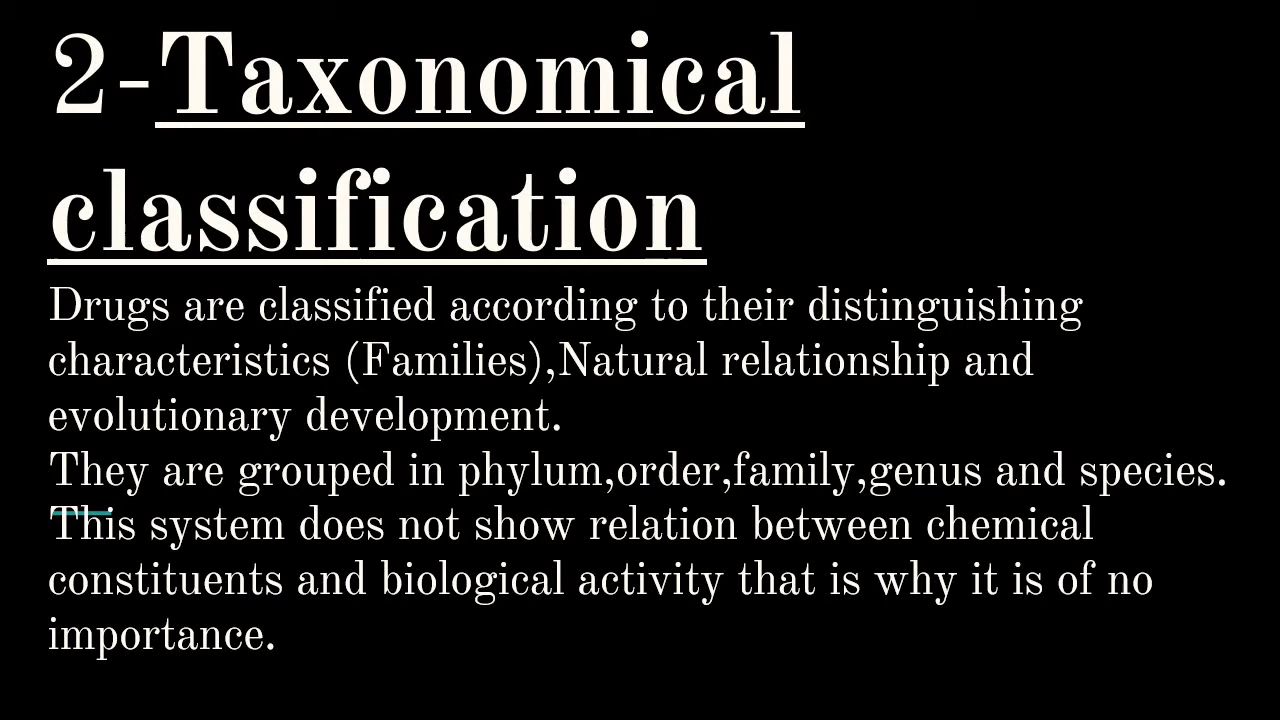 2-Taxonomical
classification
Drugs are classified according to their distinguishing
characteristics (Families),Natural relationship and
evolutionary development.
They are grouped in phylum,order,family,genus and species.
This system does not show relation between chemical
constituents and biological activity that is why it is of no
importance.